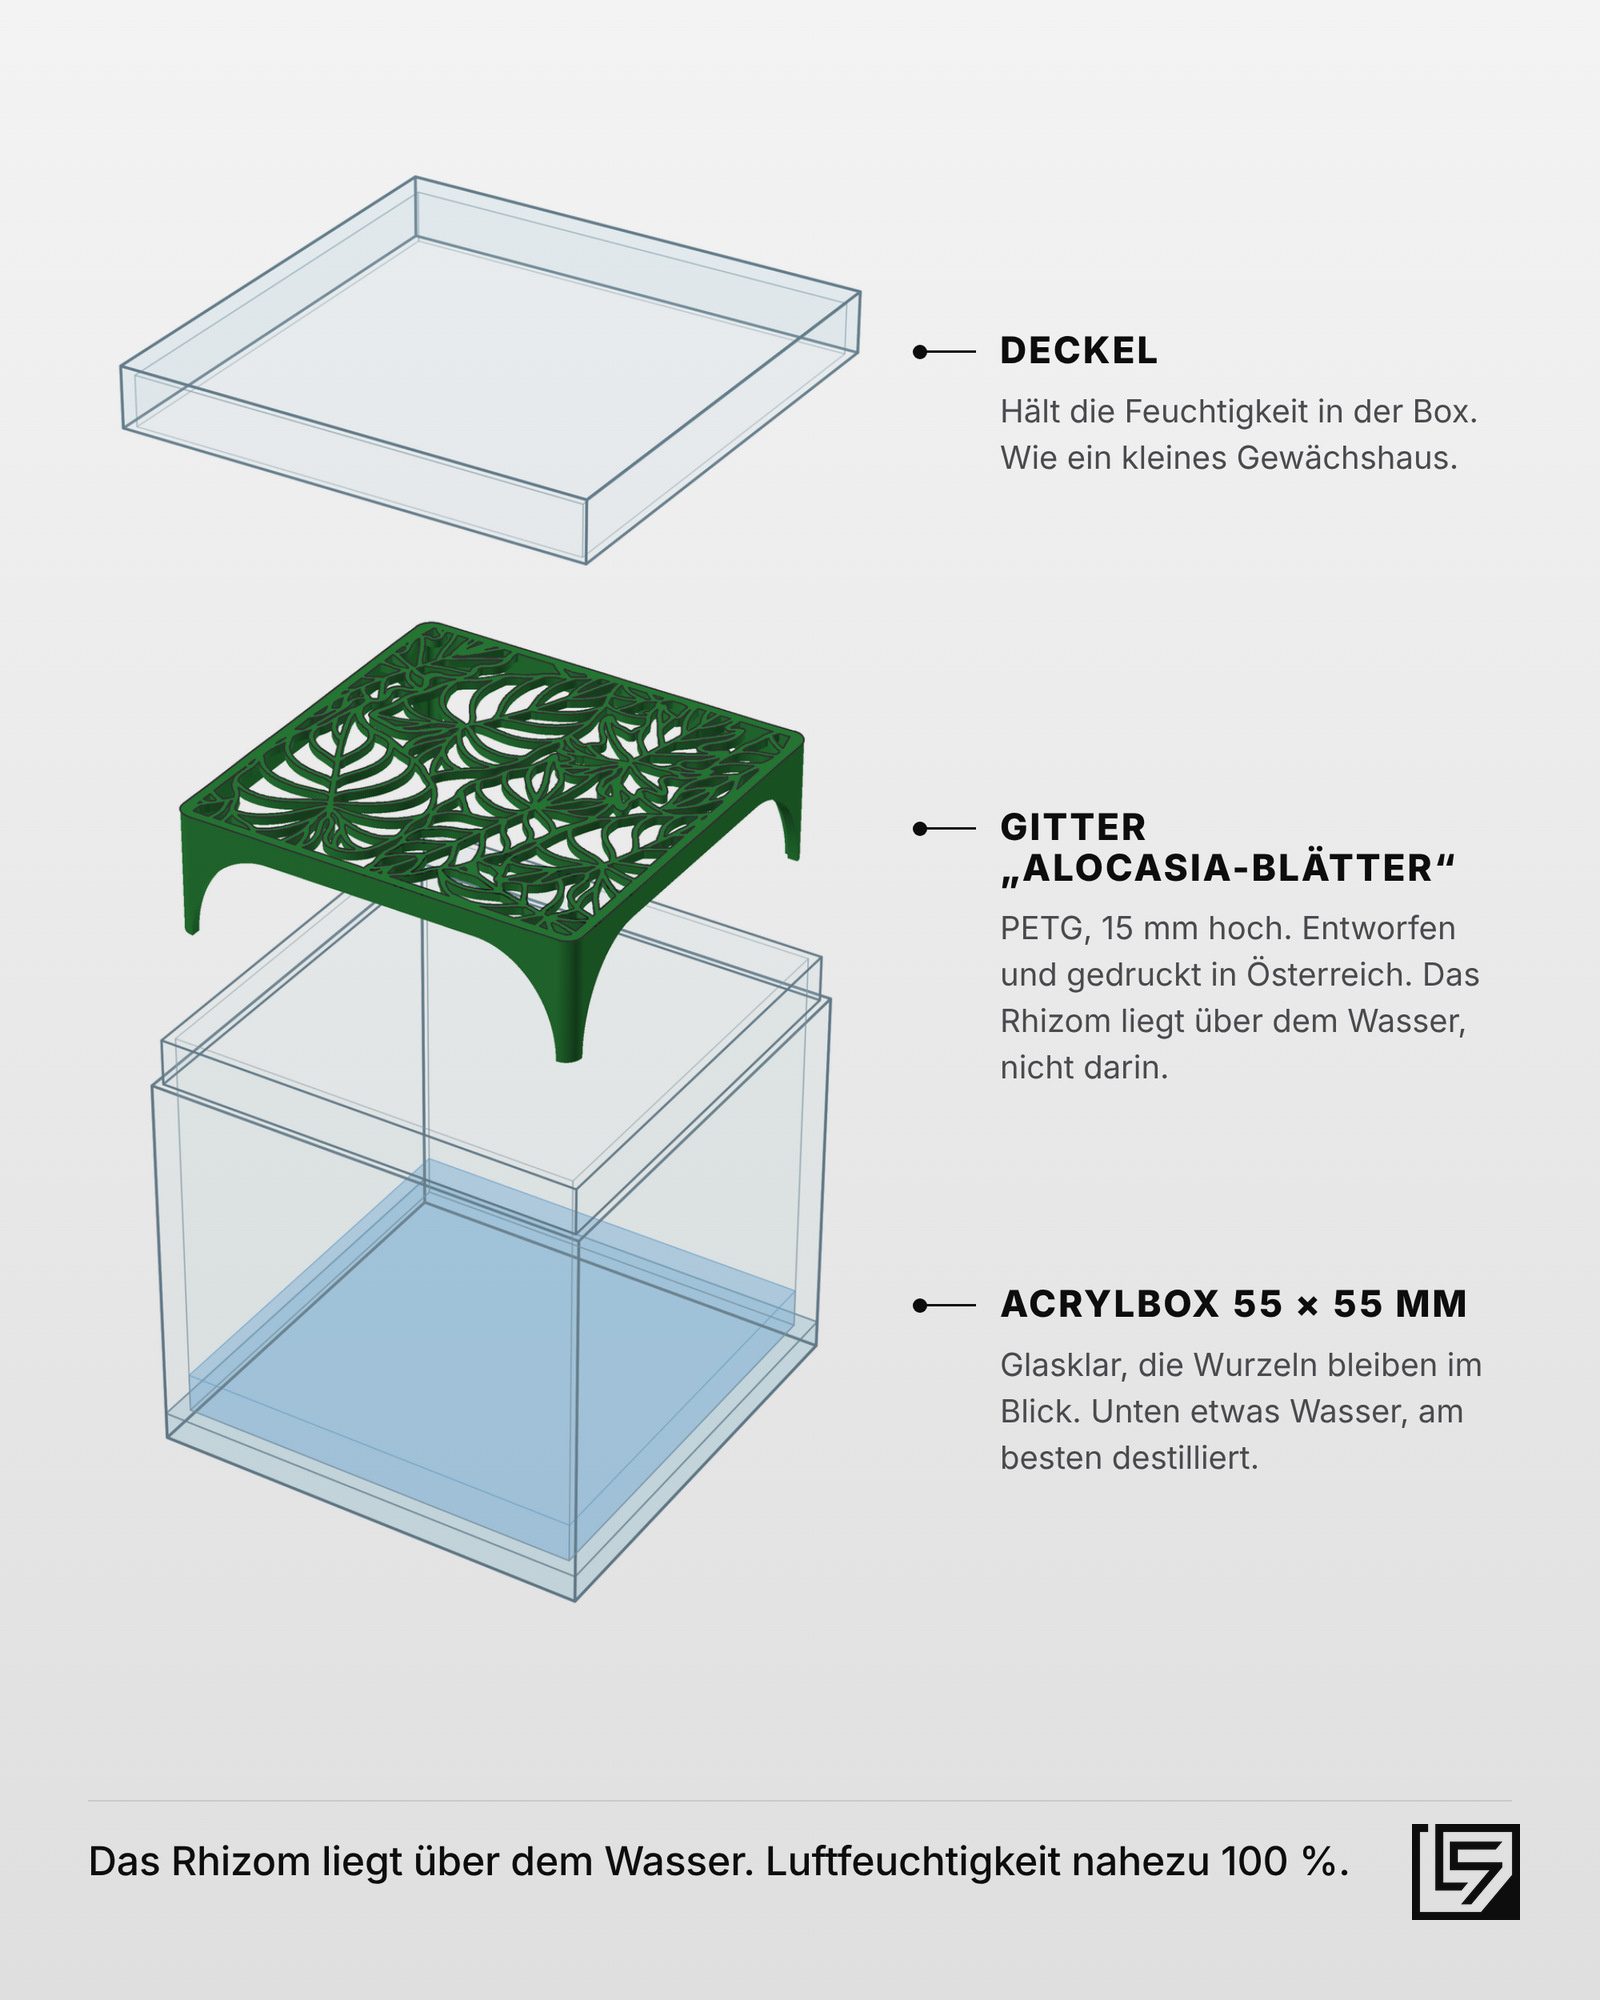 DECKEL
Hält die Feuchtigkeit in der Box.
Wie ein kleines Gewächshaus.
GITTER
„ALOCASIA-BLÄTTER“
PETG, 15 mm hoch. Entworfen
und gedruckt in Österreich. Das
Rhizom liegt über dem Wasser,
nicht darin.
ACRYLBOX 55 × 55 MM
Glasklar, die Wurzeln bleiben im
Blick. Unten etwas Wasser, am
besten destilliert.
Das Rhizom liegt über dem Wasser. Luftfeuchtigkeit nahezu 100 %.